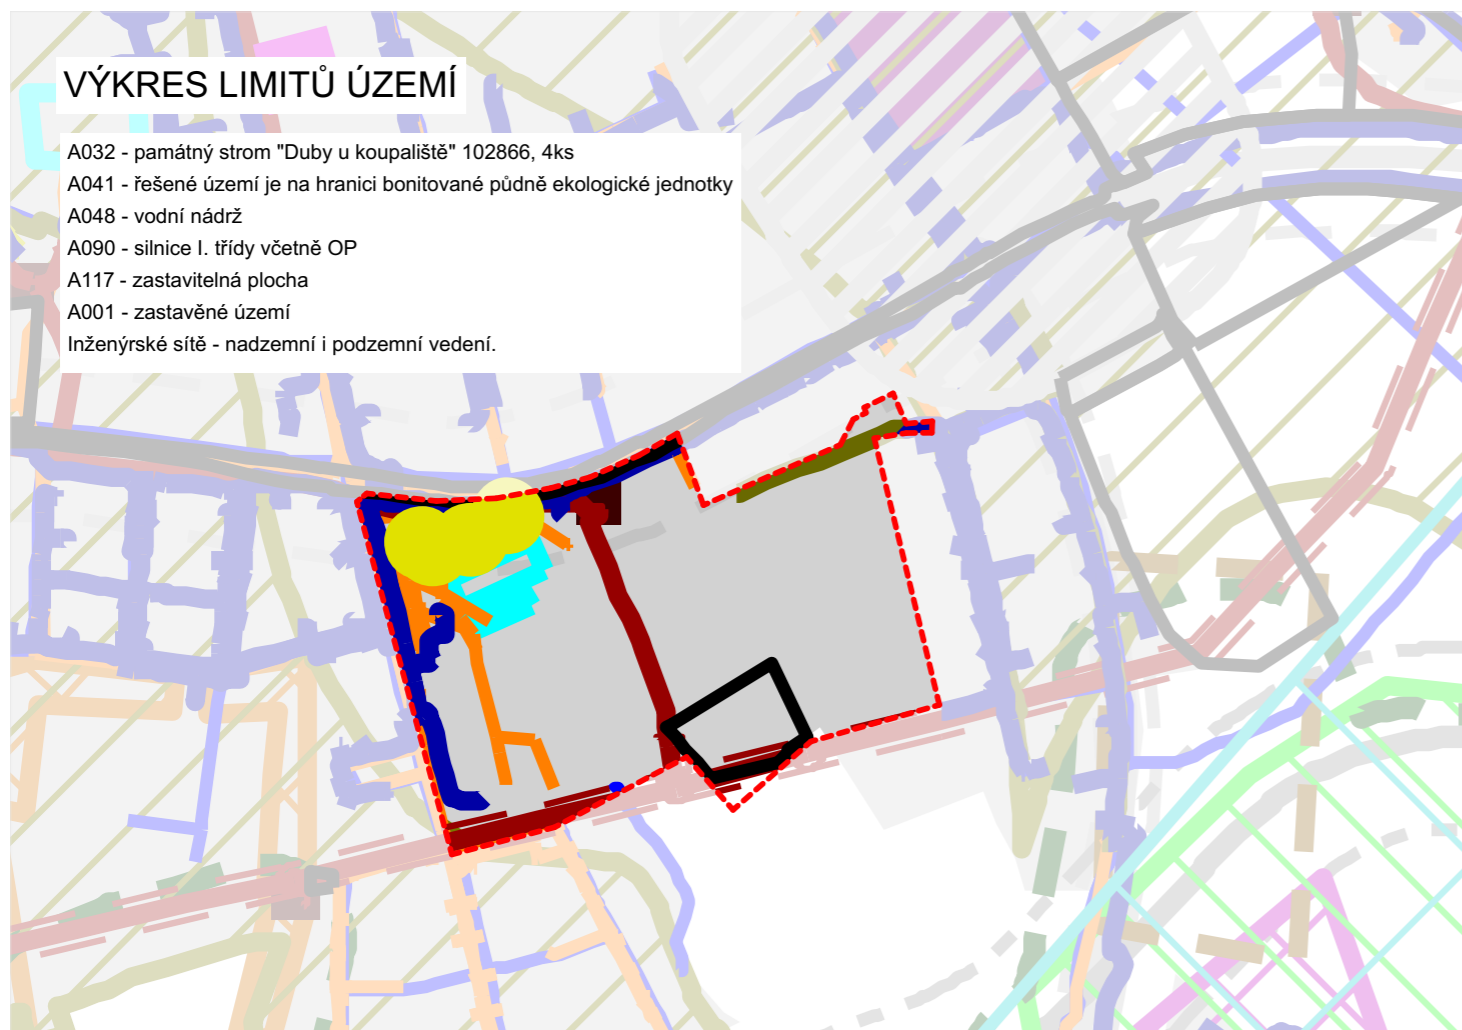 VÝKRES LIMITŮ ÚZEMÍ
A032 - památný strom "Duby u koupaliště" 102866, 4ks
A041 - řešené území je na hranici bonitované půdně ekologické jednotky
A048 - vodní nádrž
A090 - silnice I. třídy včetně OP
A117 - zastavitelná plocha
A001 - zastavěné území
Inženýrské sítě - nadzemní i podzemní vedení.